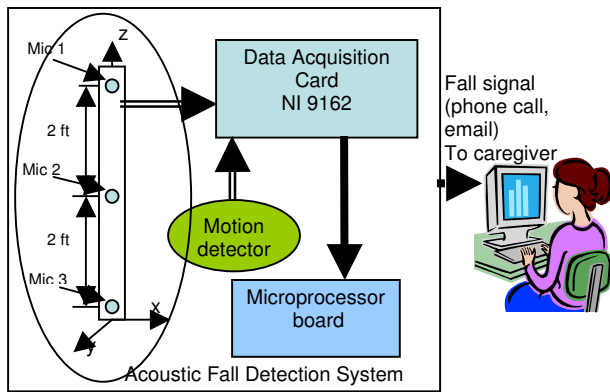 Mic 1
z
Data Acquisition
Card
NI 9162
Fall signal
(phone call,
email)
To caregiver
2 ft
Mic 2
Motion
detector
2 ft
Mic 3
x
y
Microprocessor
board
Acoustic Fall Detection System